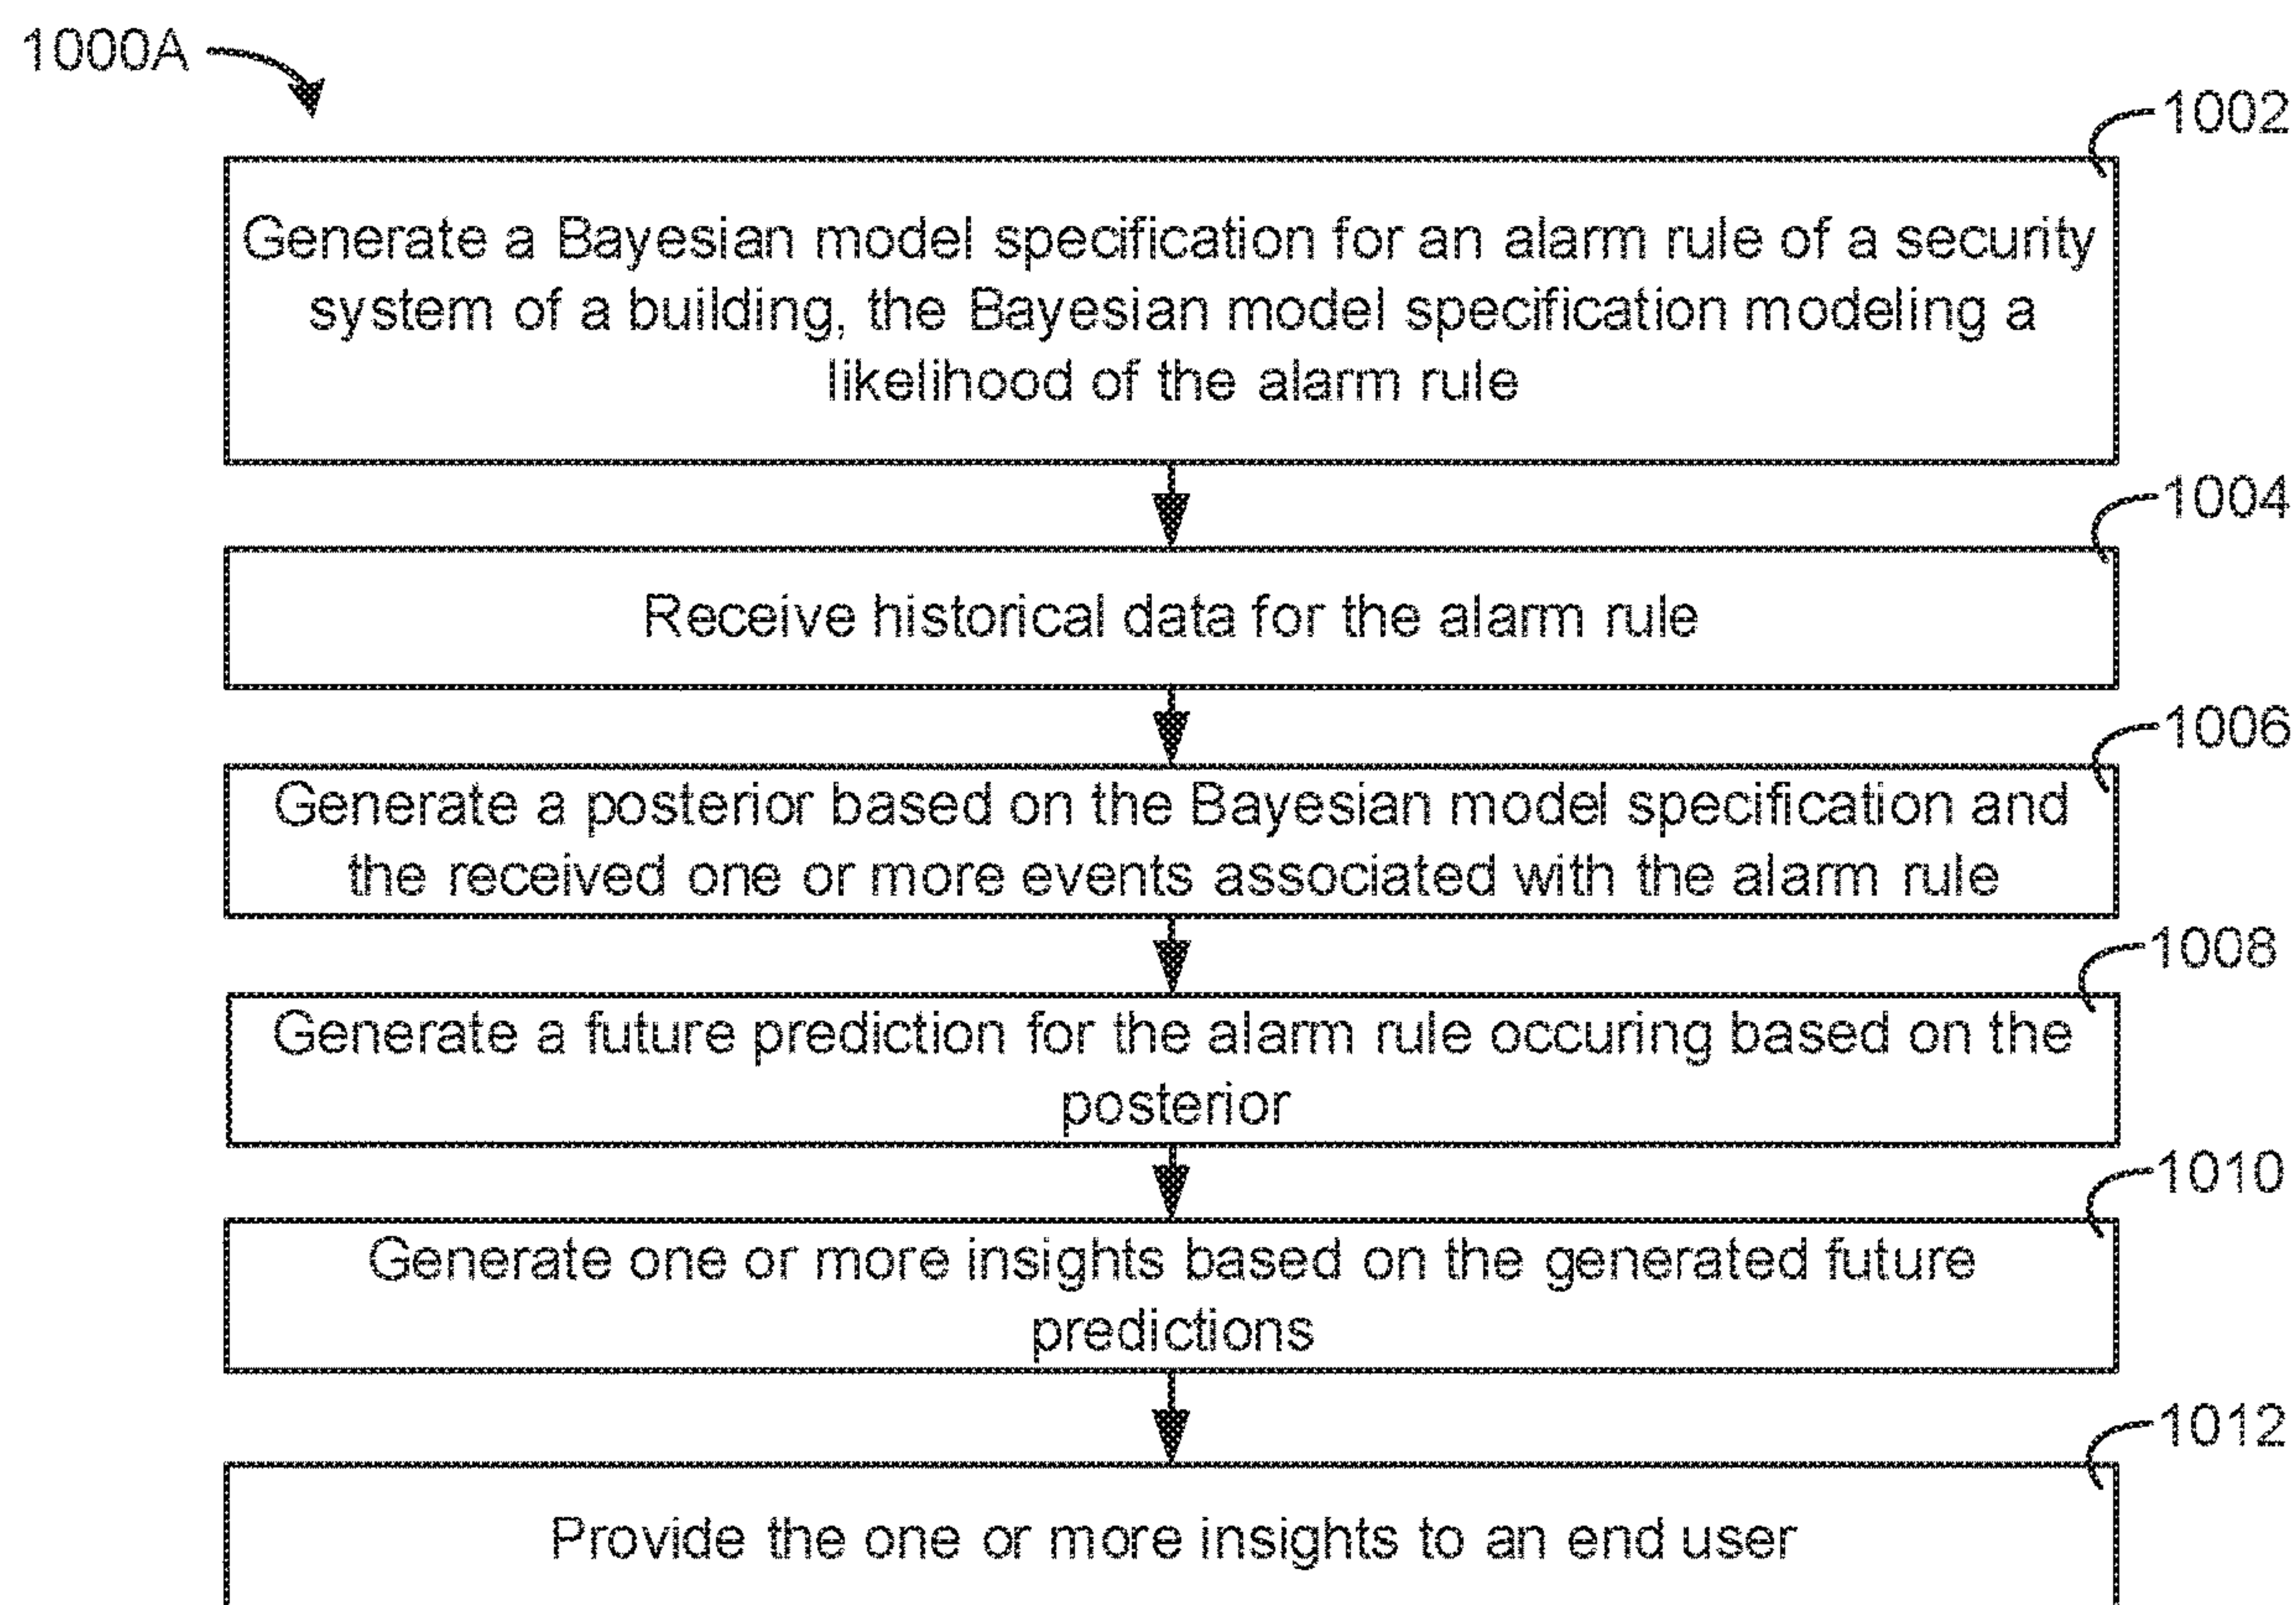 1000A
1002
Generate a Bayesian model specification for an alarm rule of a security
system of a building, the Bayesian model specification modeling a
likelihood of the alarm rule
1004
Receive historical data for the alarm rule
1006
Generate a posterior based on the Bayesian model specification and
the received one or more events associated with the alarm rule
1008
Generate a future prediction for the alarm rule occuring based on the
posterior
1010
Generate one or more insights based on the generated future
predictions
1012
Provide the one or more insights to an end user